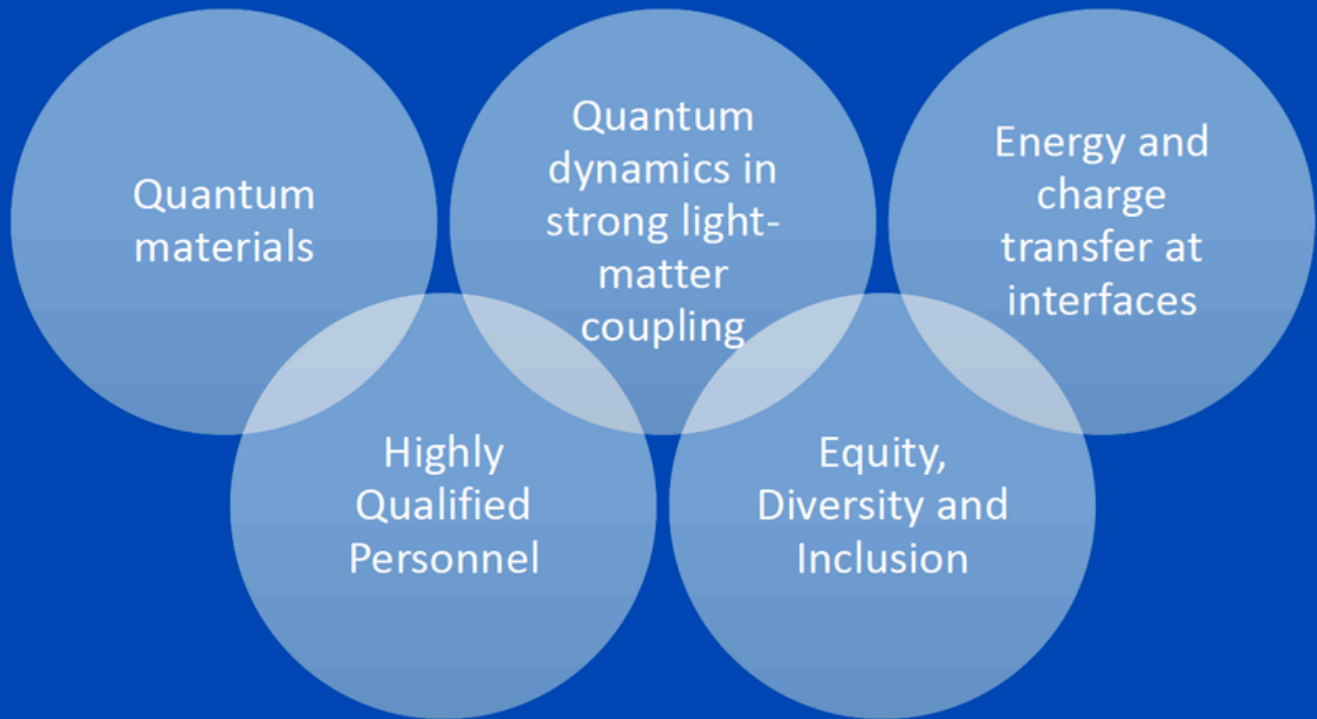 Quantum
materials
Quantum
dynamics in
strong light-
matter
coupling
Energy and
charge
transfer at
interfaces
Highly
Qualified
Personnel
Equity,
Diversity and
Inclusion